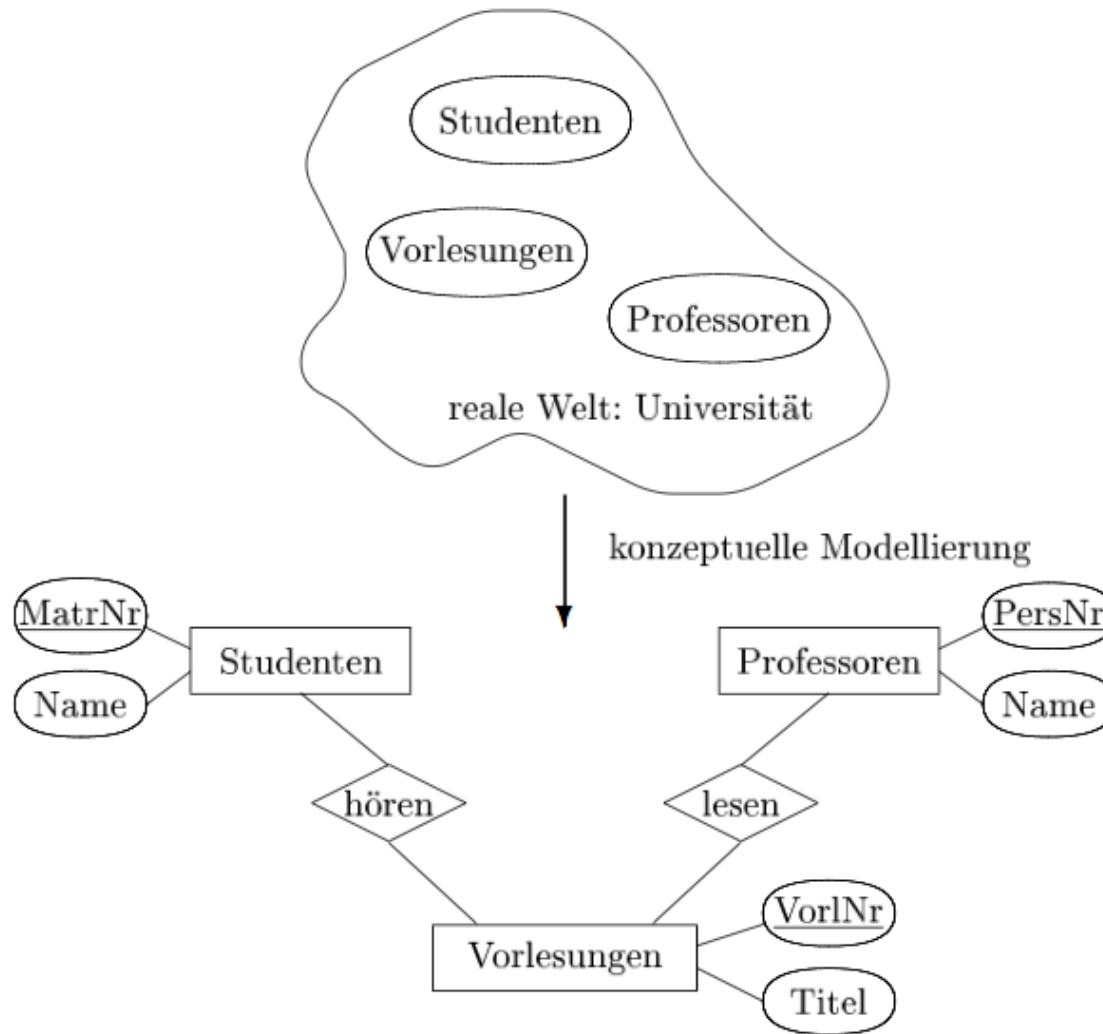 Studenten
Vorlesungen
Professoren
reale Welt: Universität
konzeptuelle Modellierung
MatrNr
PersNr
Studenten
Professoren
Name
Name
hören
lesen
VorlNr
Vorlesungen
Titel